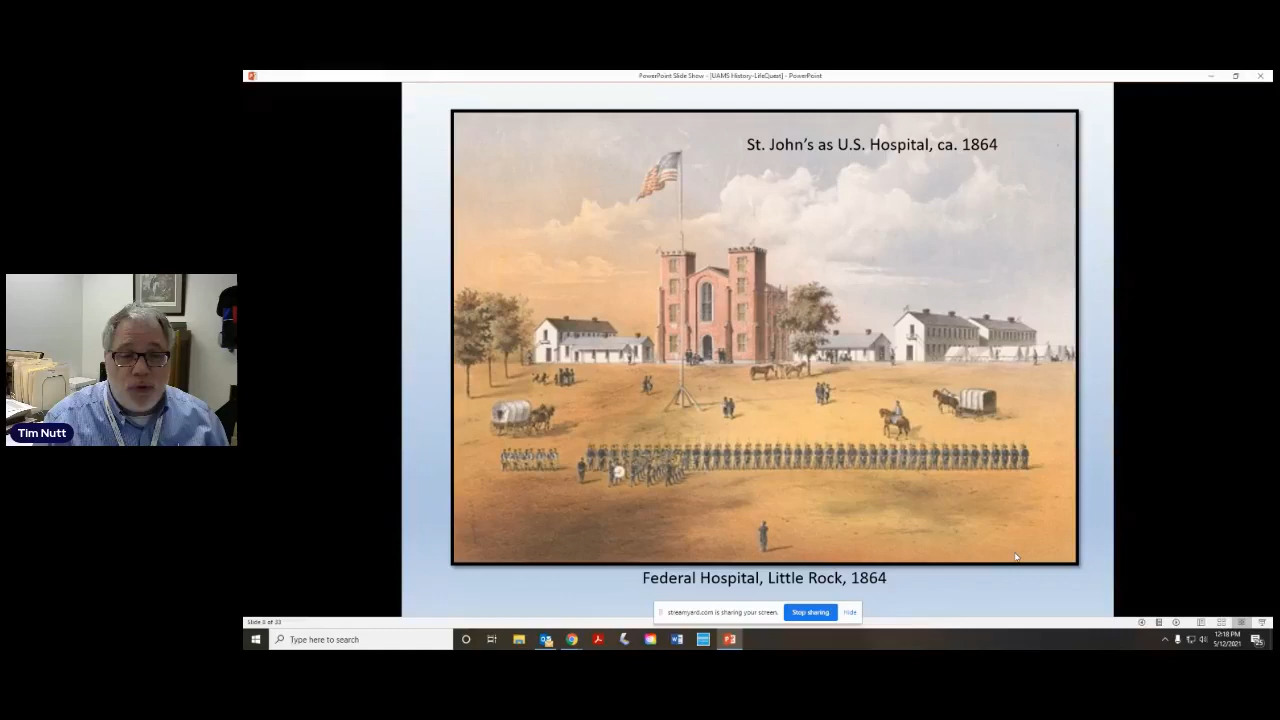 PowerPoint Slide Show - [UAMS History-LifeQuest] - PowerPoint
St. John's as U.S. Hospital, ca. 1864
Tim Nutt
Federal Hospital, Little Rock, 1864
streamyard.com is sharing your screen.
Stop sharing
Hide
Type here to search
12:18 PM
5/12/2021